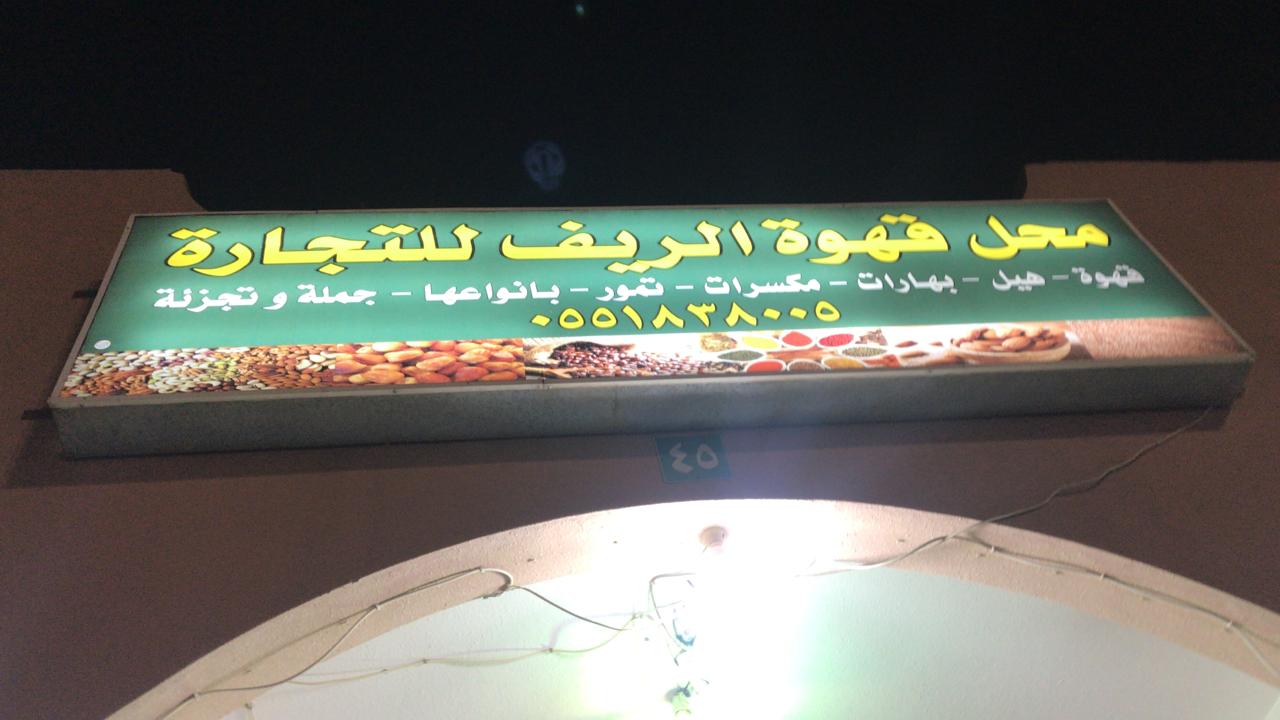 محل قهوة الريف للتجارة
قهوة - هيل - بهارات - مكسرات - تمور - بانواعها - جملة و تجزئة
٠٥٥١٨٣٨٠٠٥
٤٥